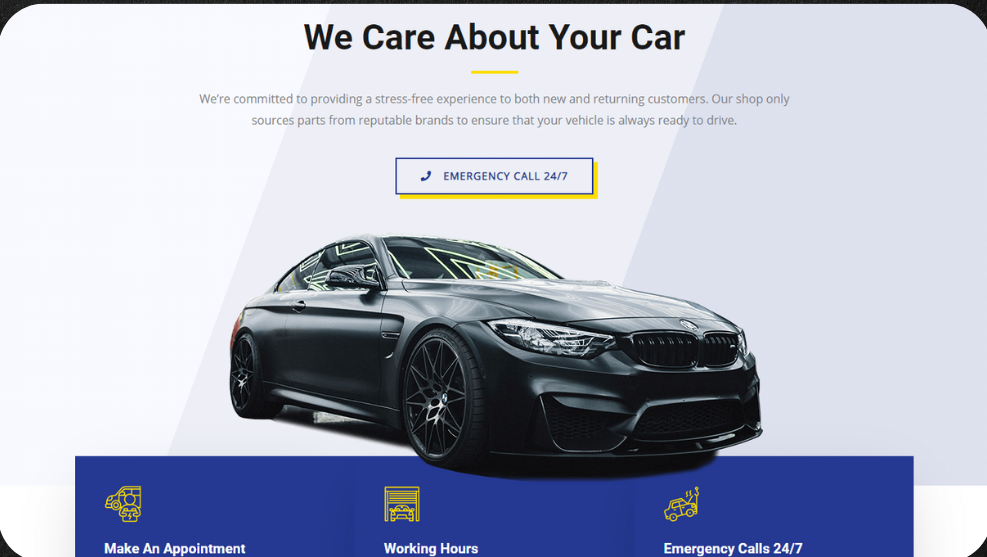 We Care About Your Car
We’re committed to providing a stress-free experience to both new and returning customers. Our shop only
sources parts from reputable brands to ensure that your vehicle is always ready to drive.
EMERGENCY CALL 24/7
Make An Appointment
Working Hours
Emergency Calls 24/7